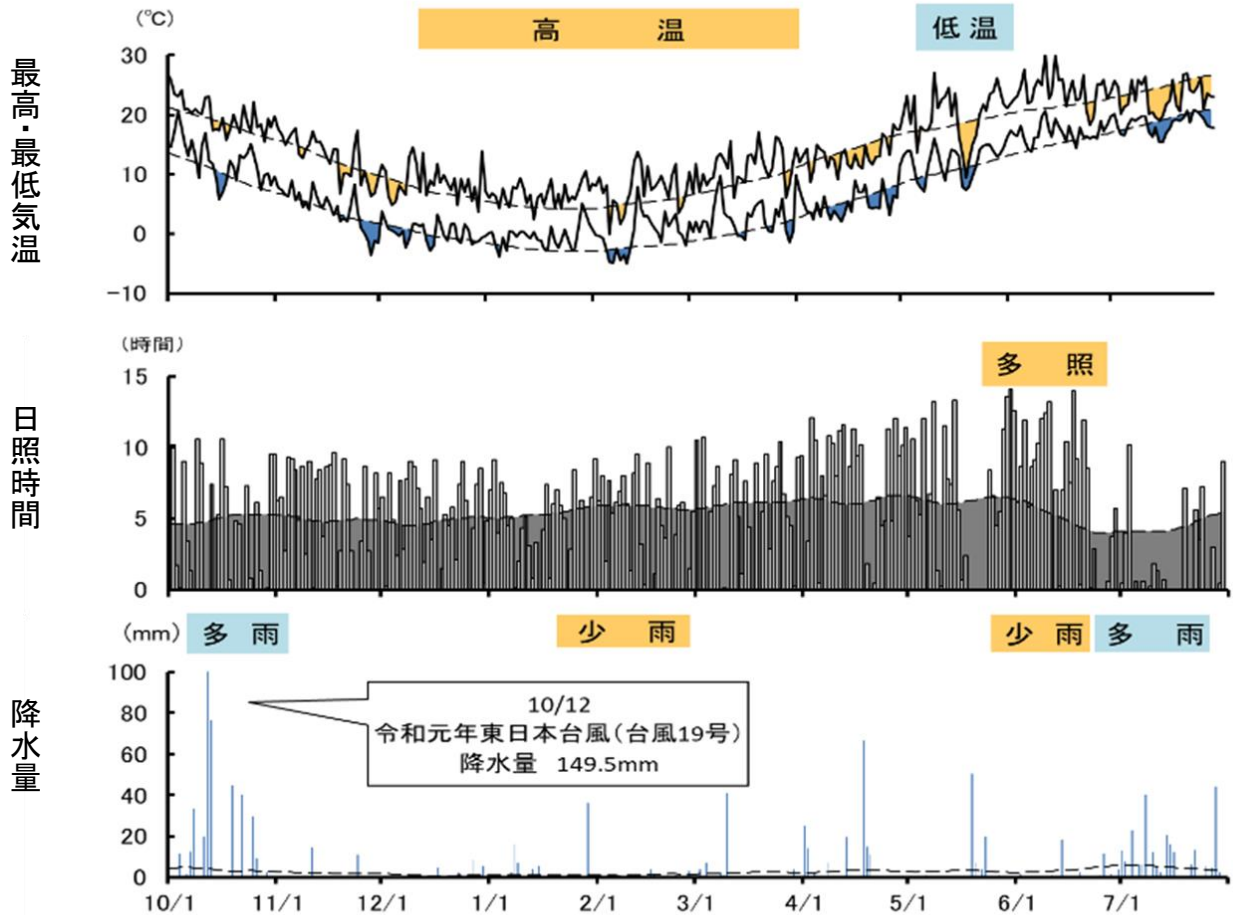 最高・最低気温
(℃)
高 温
低 温
30
20
10
0
-10
日照時間
(時間)
多 照
15
10
5
0
降水量
(mm)
多 雨
少 雨
少 雨
多 雨
100
80
60
40
20
0
10/12
令和元年東日本台風(台風19号)
降水量 149.5mm
10/1 11/1 12/1 1/1 2/1 3/1 4/1 5/1 6/1 7/1